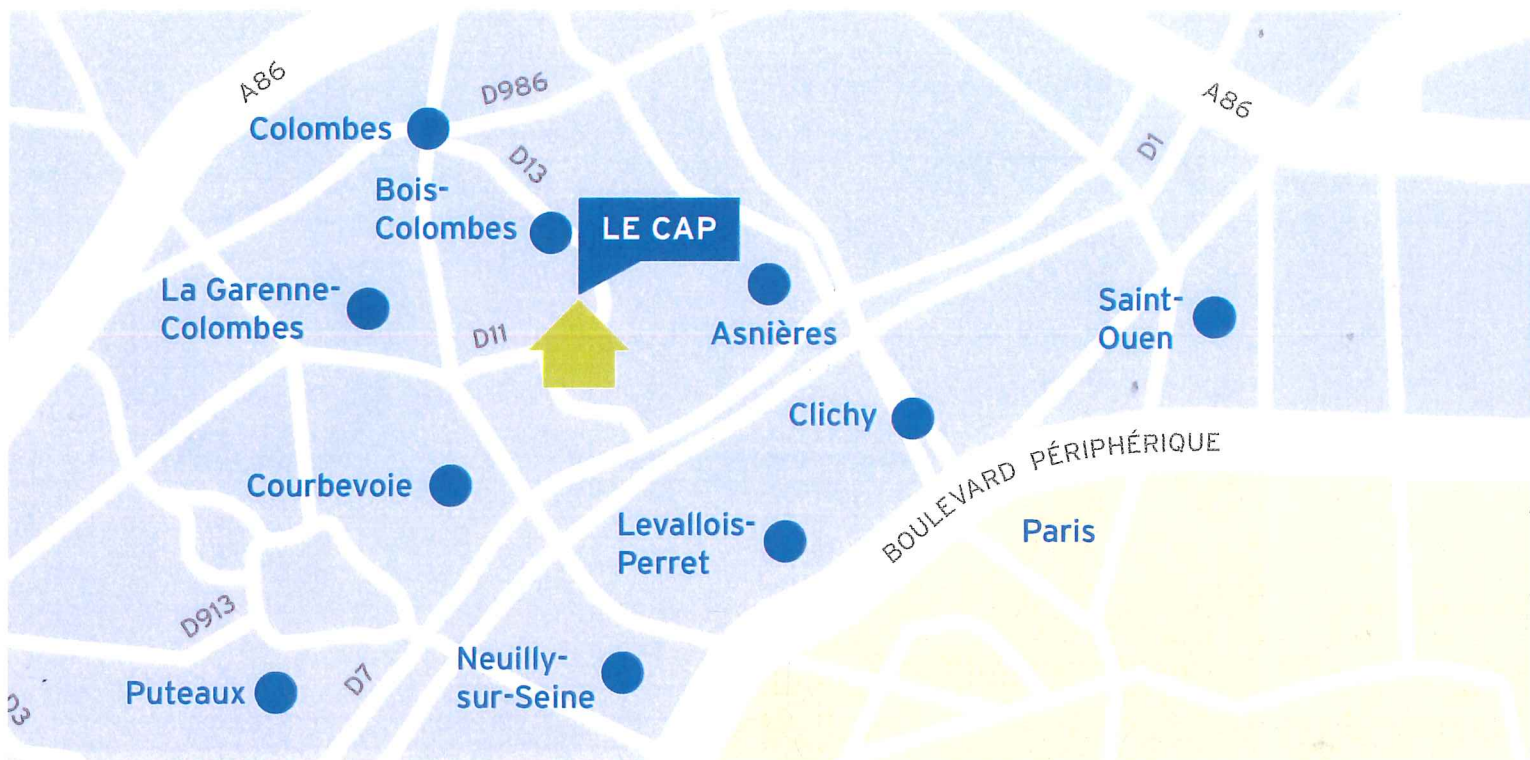 A86
D986
A86
Colombes
D1
D13
Bois-
Colombes
LE CAP
La Garenne-
Colombes
D11
Asnières
Saint-
Ouen
Clichy
BOULEVARD PÉRIPHÉRIQUE
Courbevoie
Levallois-
Perret
Paris
D913
Neuilly-
sur-Seine
D7
Puteaux